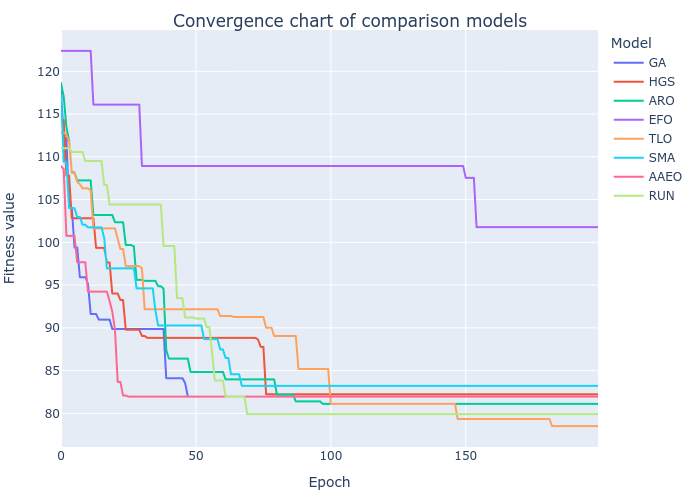 Convergence chart of comparison models
Model
GA
HGS
ARO
EFO
TLO
SMA
AAEO
RUN
Fitness value
120
115
110
105
100
95
90
85
80
0
50
100
150
Epoch